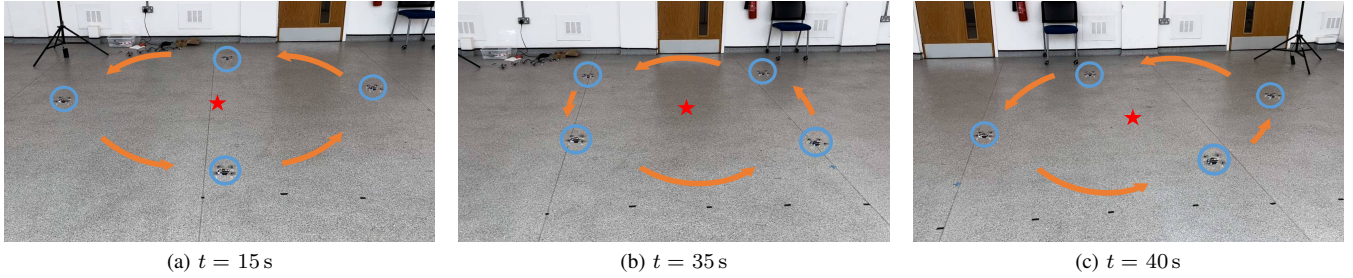 (a) t = 15 s
(b) t = 35 s
(c) t = 40 s